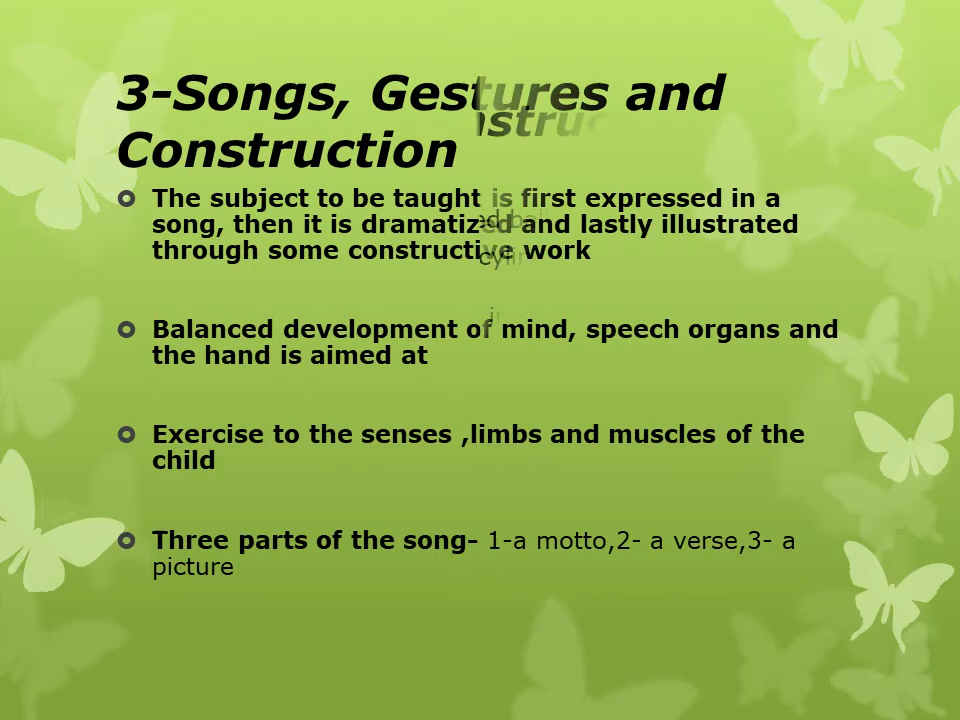 3-Songs, Gestures and
Construction
The subject to be taught is first expressed in a
song, then it is dramatized and lastly illustrated
through some constructive work
Balanced development of mind, speech organs and
the hand is aimed at
Exercise to the senses ,limbs and muscles of the
child
Three parts of the song- 1-a motto,2- a verse,3- a
picture